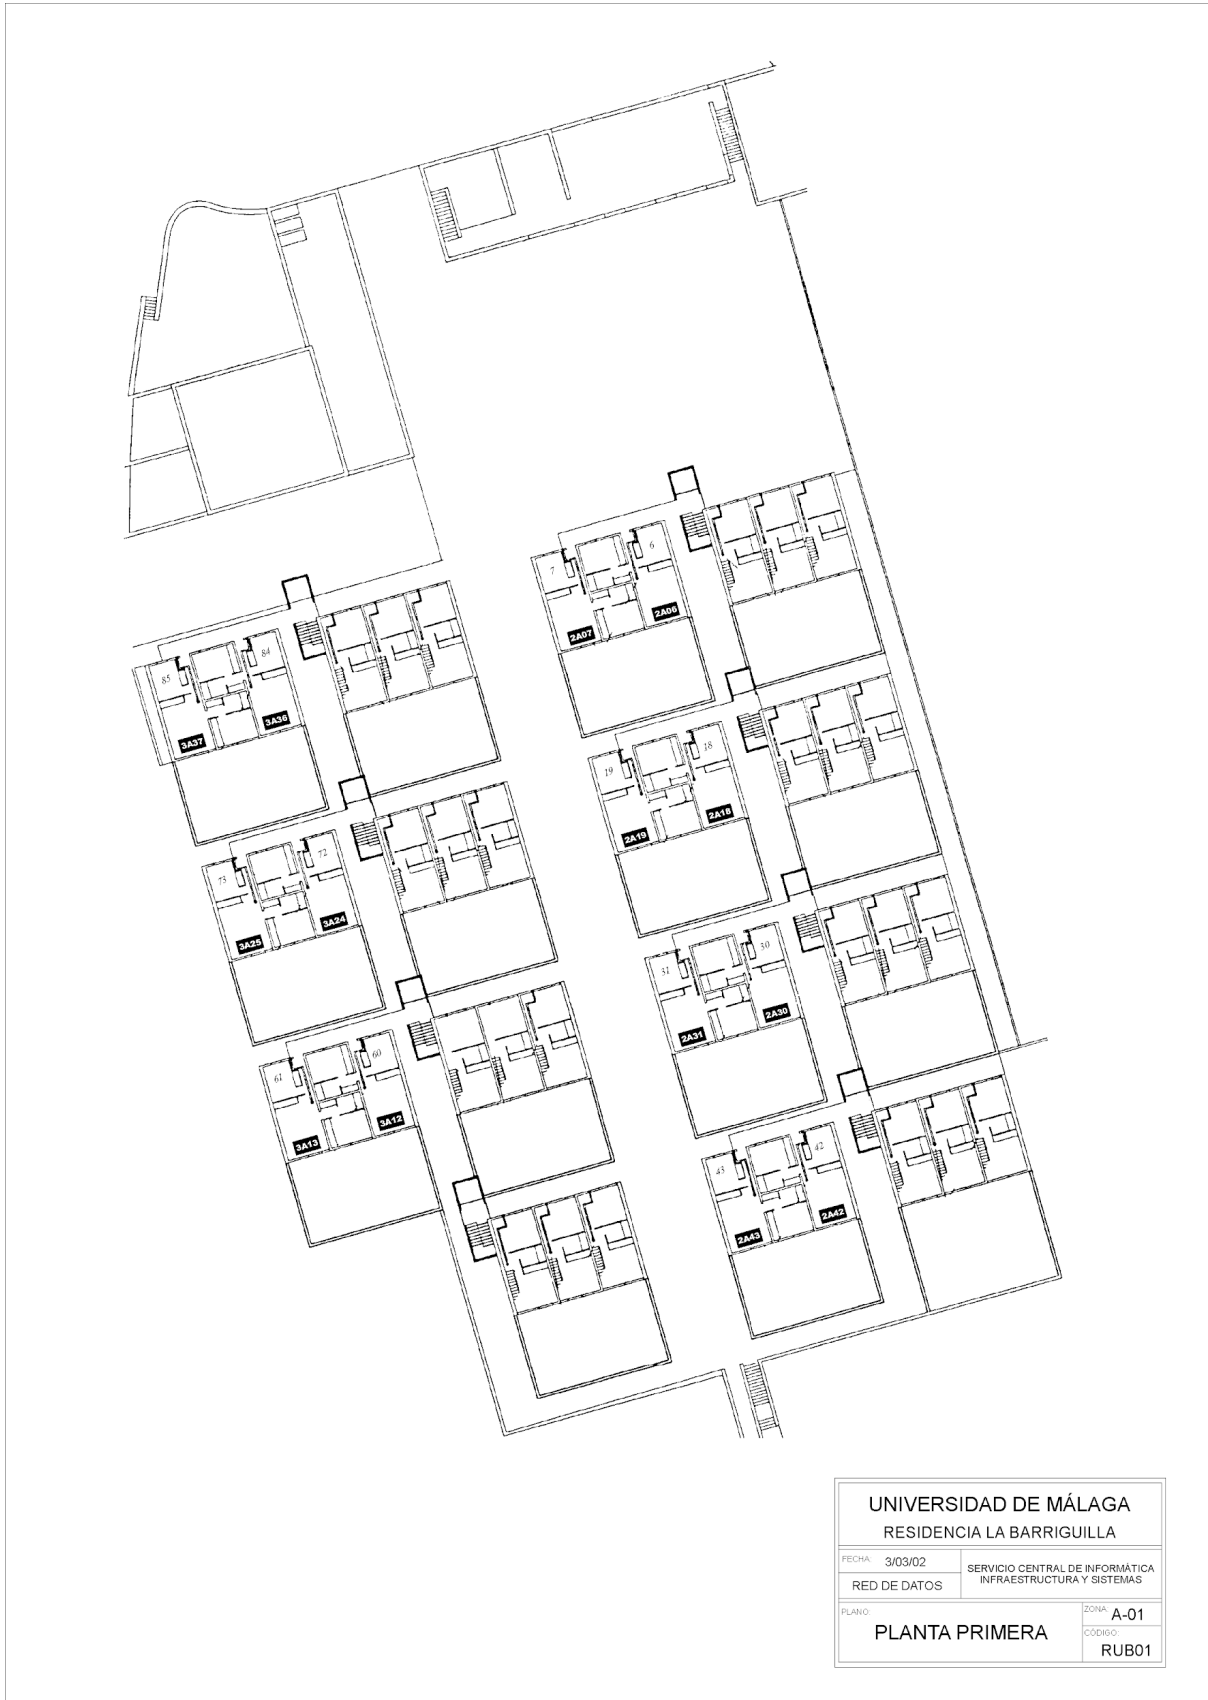 6
7
2A06
2A07
84
85
3A36
3A37
18
19
2A18
2A19
72
73
3A24
3A25
30
31
2A30
2A31
60
61
3A12
3A13
42
43
2A42
2A43
UNIVERSIDAD DE MÁLAGA
RESIDENCIA LA BARRIGUILLA
FECHA: 3/03/02
RED DE DATOS
SERVICIO CENTRAL DE INFORMÁTICA
INFRAESTRUCTURA Y SISTEMAS
PLANO:
PLANTA PRIMERA
ZONA: A-01
CÓDIGO:
RUB01